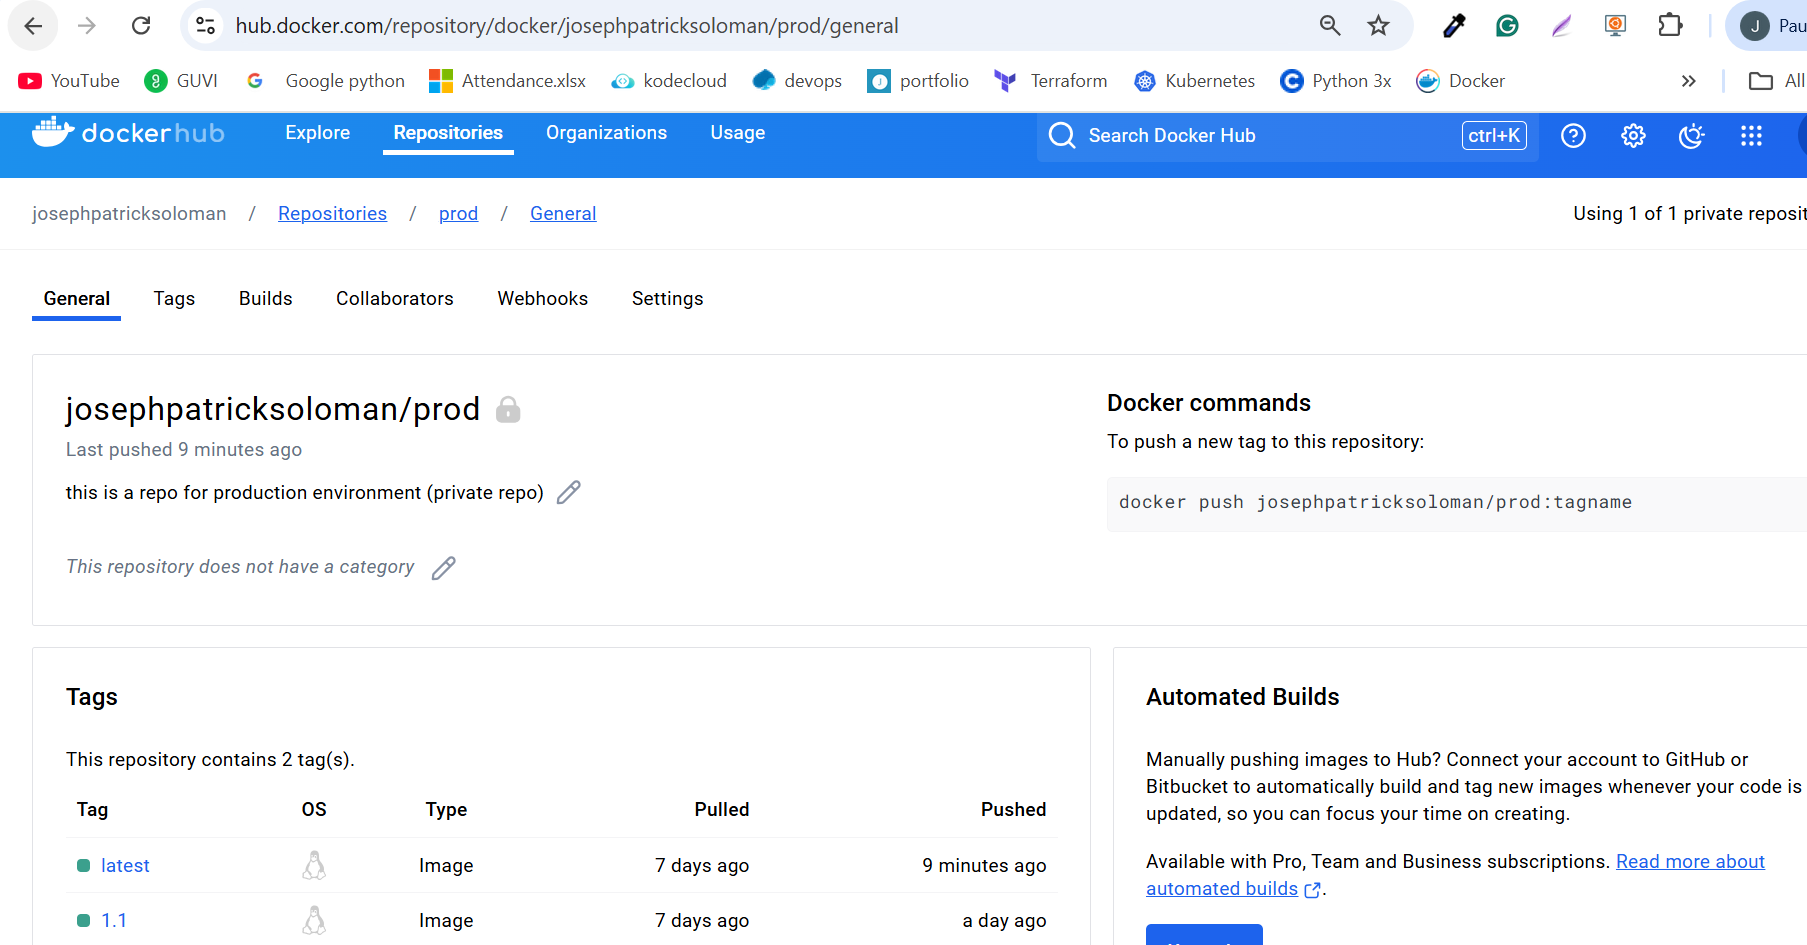 hub.docker.com/repository/docker/josephpatricksoloman/prod/general
J Pau
YouTube GUVI Google python Attendance.xlsx kodecloud devops portfolio Terraform Kubernetes Python 3x Docker » All
dockerhub Explore Repositories Organizations Usage Search Docker Hub ctrl+K
josephpatricksoloman / Repositories / prod / General Using 1 of 1 private reposit
General Tags Builds Collaborators Webhooks Settings
josephpatricksoloman/prod
Last pushed 9 minutes ago
this is a repo for production environment (private repo)
This repository does not have a category
Docker commands
To push a new tag to this repository:
docker push josephpatricksoloman/prod:tagname
Tags
This repository contains 2 tag(s).
Tag OS Type Pulled Pushed
latest Image 7 days ago 9 minutes ago
1.1 Image 7 days ago a day ago
Automated Builds
Manually pushing images to Hub? Connect your account to GitHub or
Bitbucket to automatically build and tag new images whenever your code is
updated, so you can focus your time on creating.
Available with Pro, Team and Business subscriptions. Read more about
automated builds .